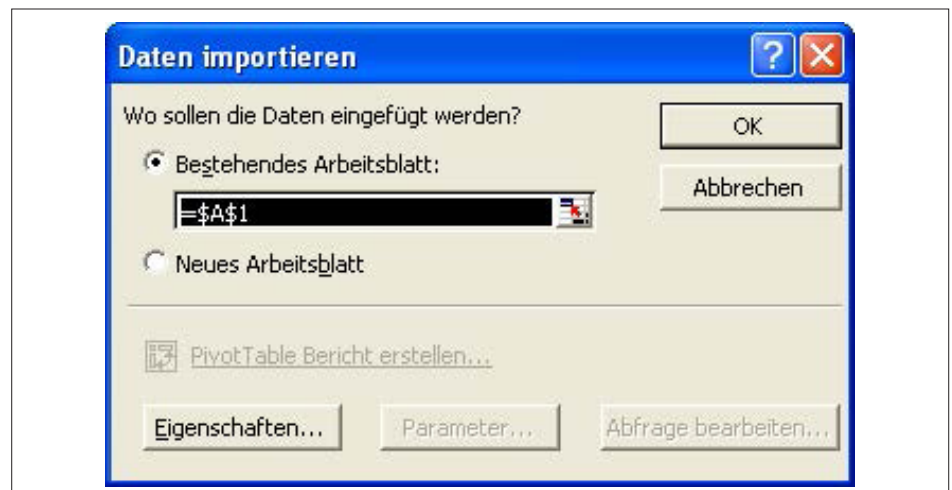 Daten importieren
Wo sollen die Daten eingefügt werden?
OK
Bestehendes Arbeitsblatt:
Abbrechen
=$A$1
Neues Arbeitsblatt
PivotTable Bericht erstellen...
Eigenschaften...
Parameter...
Abfrage bearbeiten...